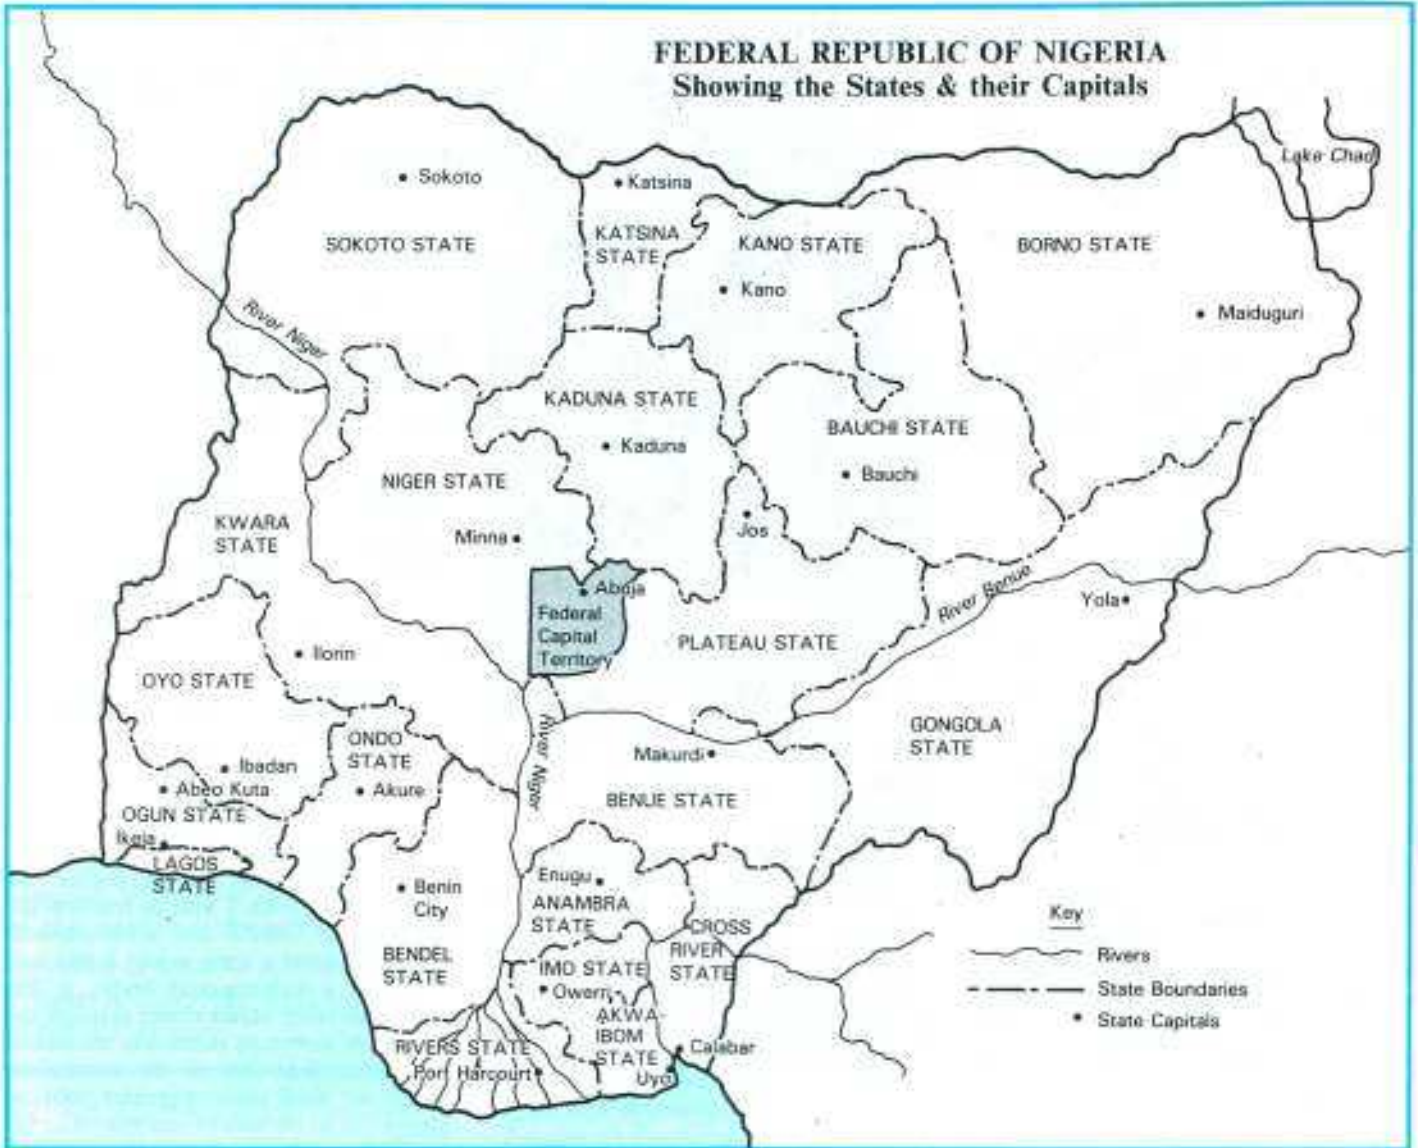 FEDERAL REPUBLIC OF NIGERIA
Showing the States & their Capitals
Lake Chad
Sokoto
Katsina
SOKOTO STATE
KATSINA
STATE
KANO STATE
BORNO STATE
Kano
Maiduguri
River Niger
KADUNA STATE
BAUCHI STATE
Kaduna
Bauchi
NIGER STATE
KWARA
STATE
Minna
Jos
Abuja
Federal
Capital
Territory
River Benue
Yola
PLATEAU STATE
Ilorin
OYO STATE
ONDO
STATE
River Niger
GONGOLA
STATE
Makurdi
Ibadan
Abeo Kuta
Akure
BENUE STATE
OGUN STATE
Ikeja
LAGOS
STATE
Benin
City
Enugu
ANAMBRA
STATE
CROSS
RIVER
STATE
BENDEL
STATE
IMO STATE
Owerri
AKWA-
IBOM
STATE
RIVERS STATE
Port Harcourt
Calabar
Uyo
Key
Rivers
State Boundaries
State Capitals